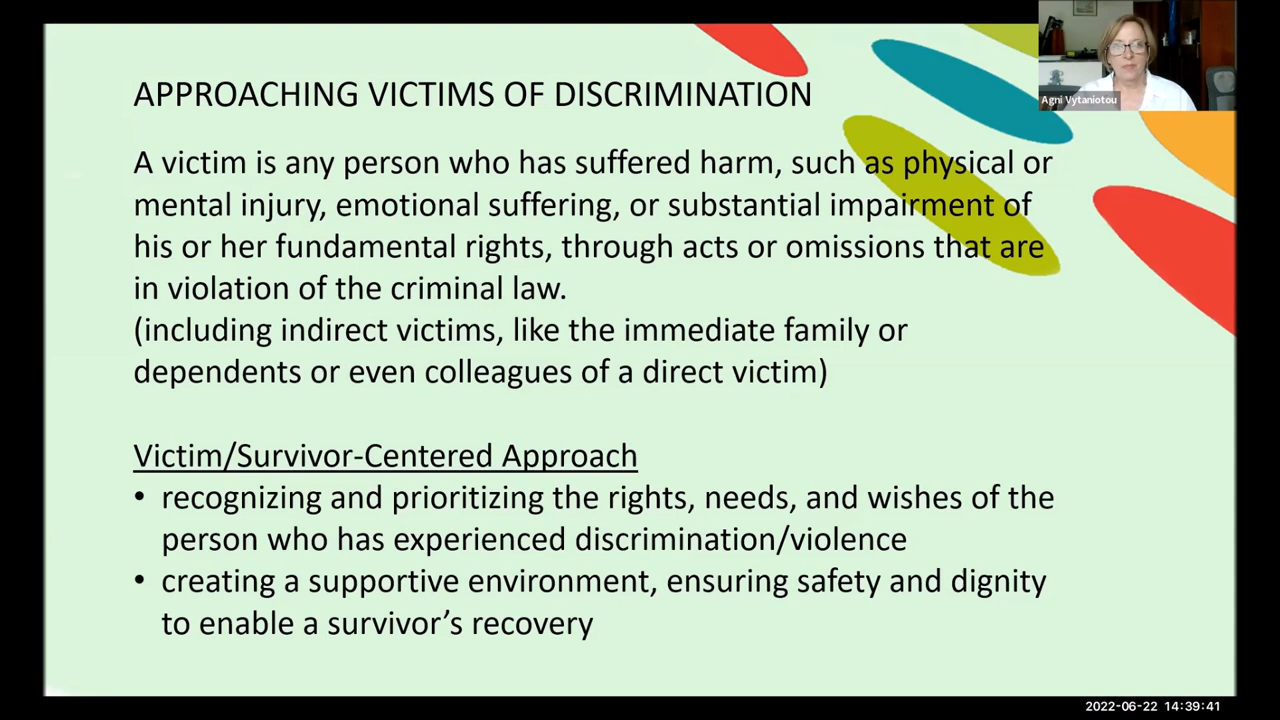 Agni Vytaniotou
APPROACHING VICTIMS OF DISCRIMINATION
A victim is any person who has suffered harm, such as physical or
mental injury, emotional suffering, or substantial impairment of
his or her fundamental rights, through acts or omissions that are
in violation of the criminal law.
(including indirect victims, like the immediate family or
dependents or even colleagues of a direct victim)
Victim/Survivor-Centered Approach
• recognizing and prioritizing the rights, needs, and wishes of the
person who has experienced discrimination/violence
• creating a supportive environment, ensuring safety and dignity
to enable a survivor’s recovery
2022-06-22 14:39:41